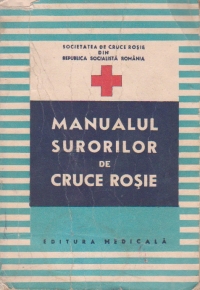 SOCIETATEA DE CRUCE ROȘIE
DIN
REPUBLICA SOCIALISTĂ ROMÂNIA
MANUALUL
SURORILOR
DE
CRUCE ROȘIE
EDITURA MEDICALĂ